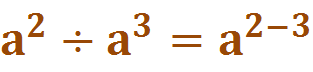 a² ÷ a³ = a²⁻³